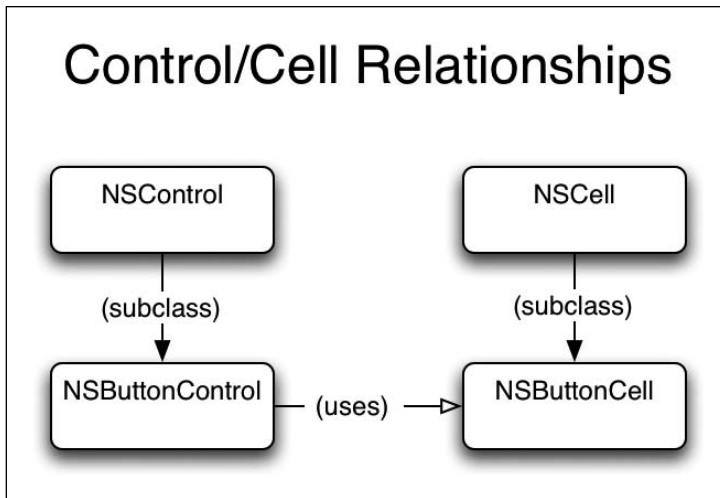 Control/Cell Relationships
NSControl
NSCell
(subclass)
(subclass)
NSButtonControl
(uses)
NSButtonCell